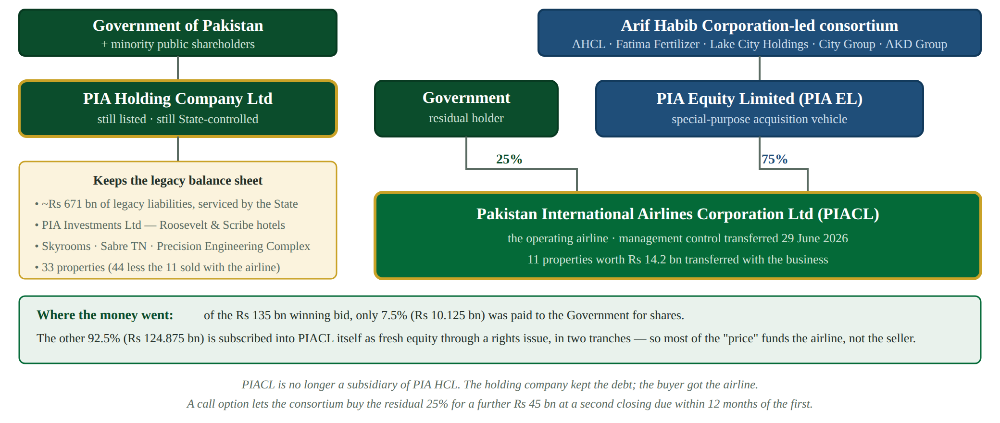 Government of Pakistan
+ minority public shareholders
Arif Habib Corporation-led consortium
AHCL · Fatima Fertilizer · Lake City Holdings · City Group · AKD Group
PIA Holding Company Ltd
still listed · still State-controlled
Government
residual holder
PIA Equity Limited (PIA EL)
special-purpose acquisition vehicle
25%
75%
Keeps the legacy balance sheet
• ~Rs 671 bn of legacy liabilities, serviced by the State
• PIA Investments Ltd — Roosevelt & Scribe hotels
• Skyrooms · Sabre TN · Precision Engineering Complex
• 33 properties (44 less the 11 sold with the airline)
Pakistan International Airlines Corporation Ltd (PIACL)
the operating airline · management control transferred 29 June 2026
11 properties worth Rs 14.2 bn transferred with the business
Where the money went: of the Rs 135 bn winning bid, only 7.5% (Rs 10.125 bn) was paid to the Government for shares.
The other 92.5% (Rs 124.875 bn) is subscribed into PIACL itself as fresh equity through a rights issue, in two tranches — so most of the "price" funds the airline, not the seller.
PIACL is no longer a subsidiary of PIA HCL. The holding company kept the debt; the buyer got the airline.
A call option lets the consortium buy the residual 25% for a further Rs 45 bn at a second closing due within 12 months of the first.